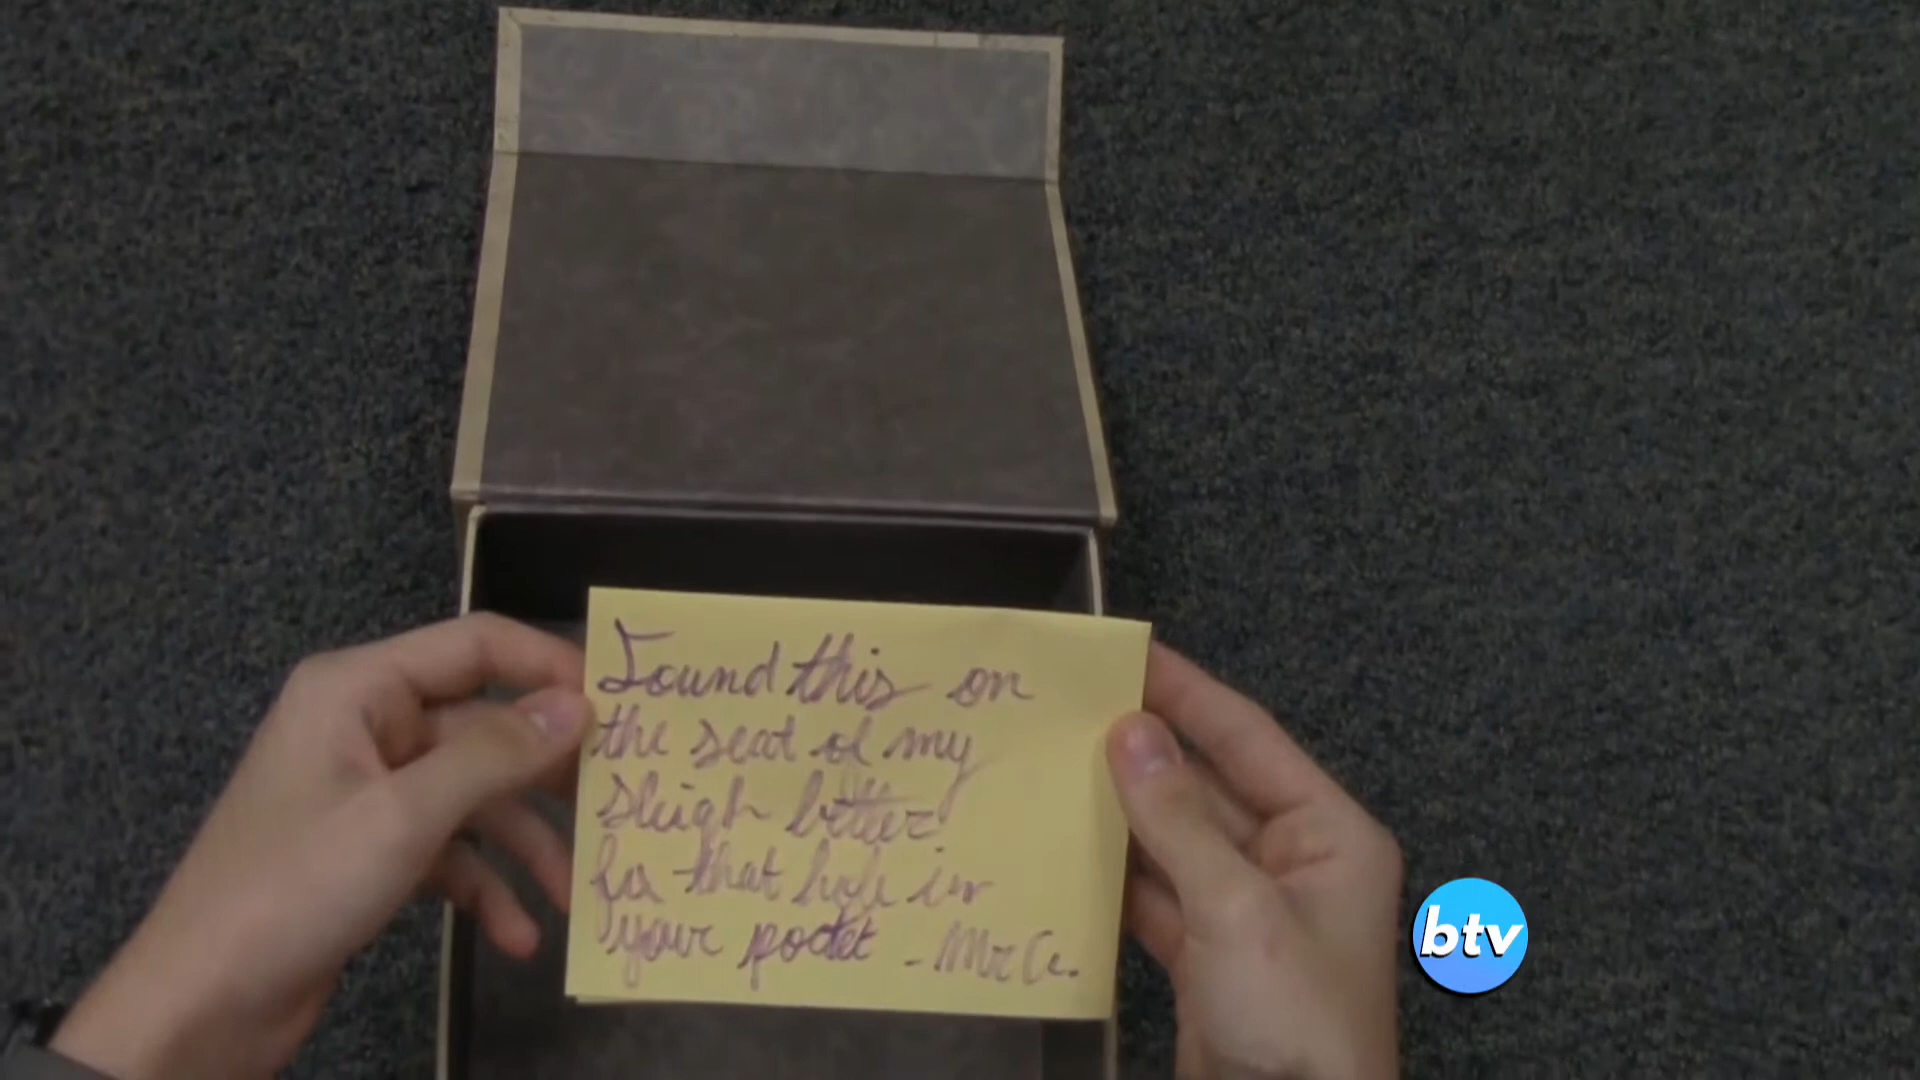 Found this on
the seat of my
sleigh better
fix that hole in
your pocket - Mr C.
btv